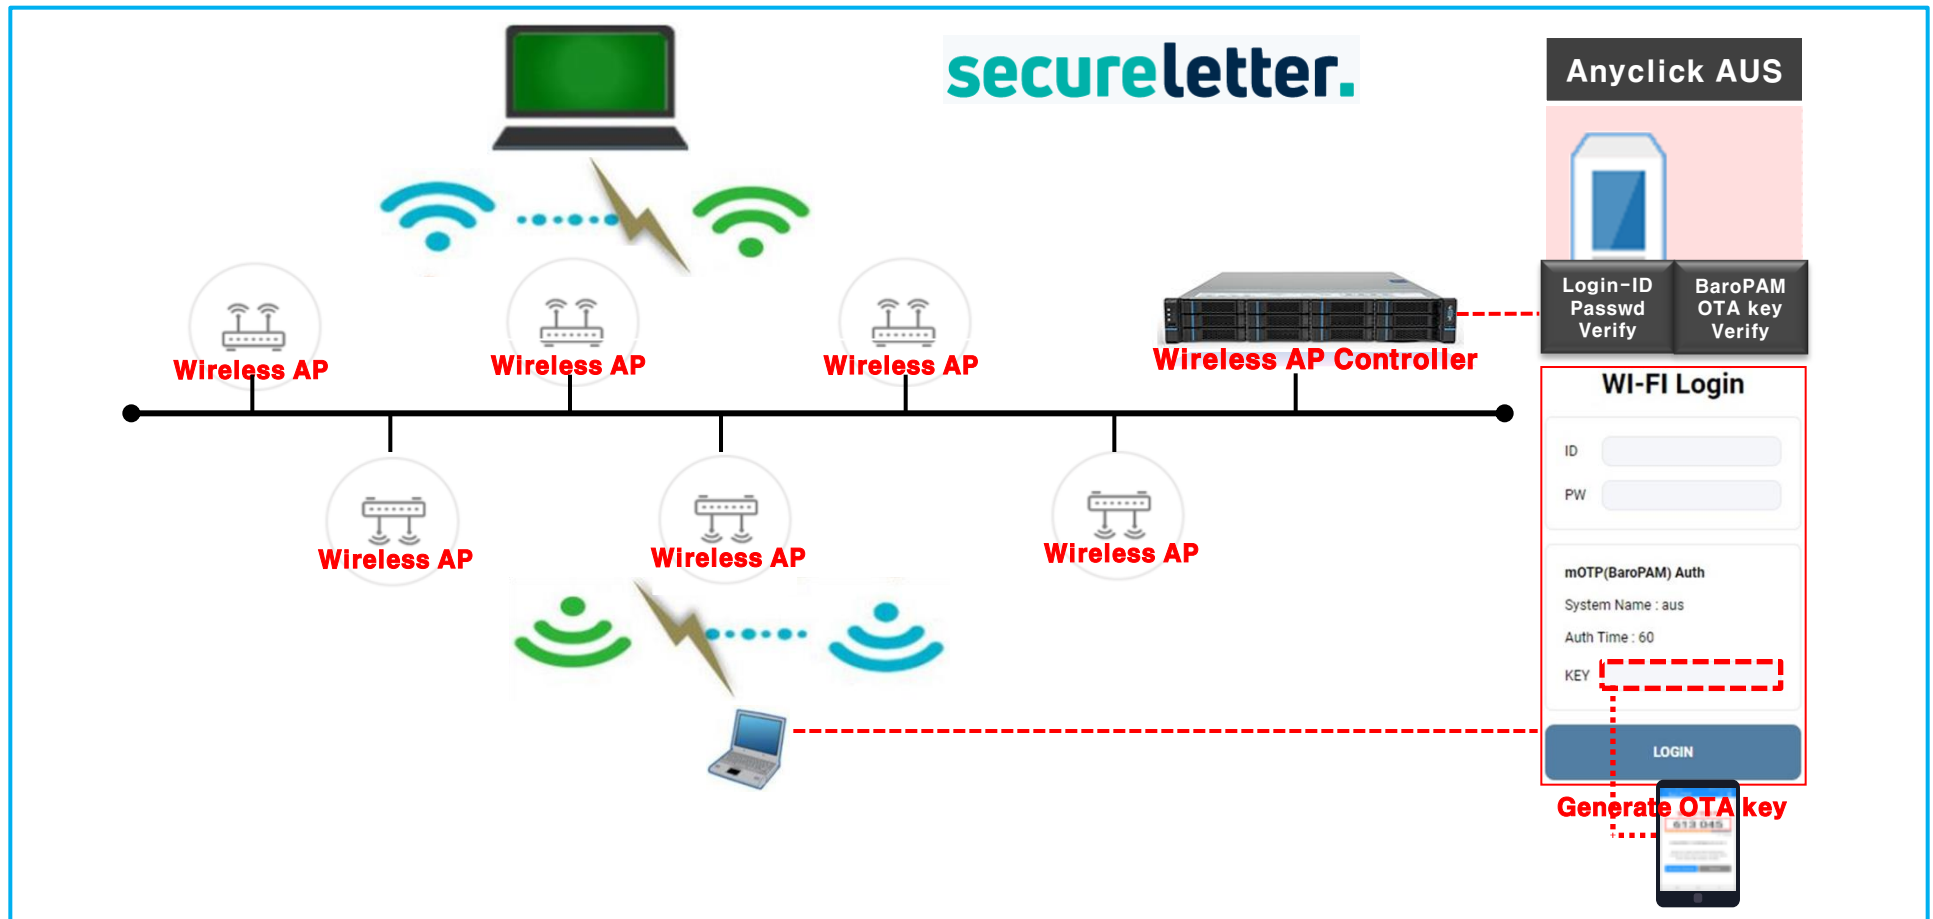 secureletter.
Anyclick AUS
Login-ID
Passwd
Verify
BaroPAM
OTA key
Verify
Wireless AP
Wireless AP
Wireless AP
Wireless AP Controller
WI-FI Login
ID
PW
Wireless AP
Wireless AP
Wireless AP
mOTP(BaroPAM) Auth
System Name : aus
Auth Time : 60
KEY
LOGIN
Generate OTA key
613 045